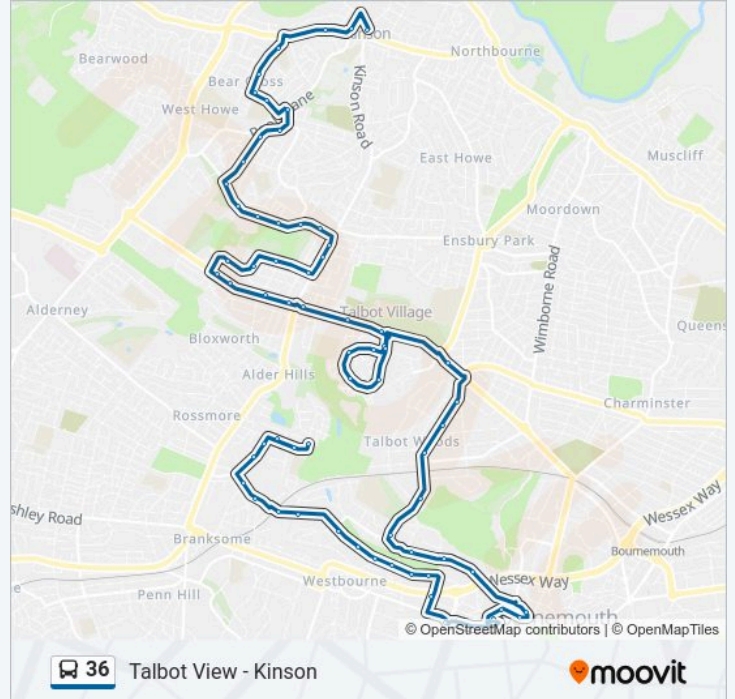 Kinson
Bearwood
Northbourne
Bear Cross
Kinson Road
West Howe
East Howe
Muscliff
Moordown
Ensbury Park
Wimborne Road
Alderney
Talbot Village
Bloxworth
Queens
Alder Hills
Charminster
Rossmore
Talbot Woods
shley Road
Wessex Way
Branksome
Bournemouth
Westbourne
Wessex Way
Penn Hill
© OpenStreetMap contributors | © OpenMapTiles
36 Talbot View - Kinson
moovit